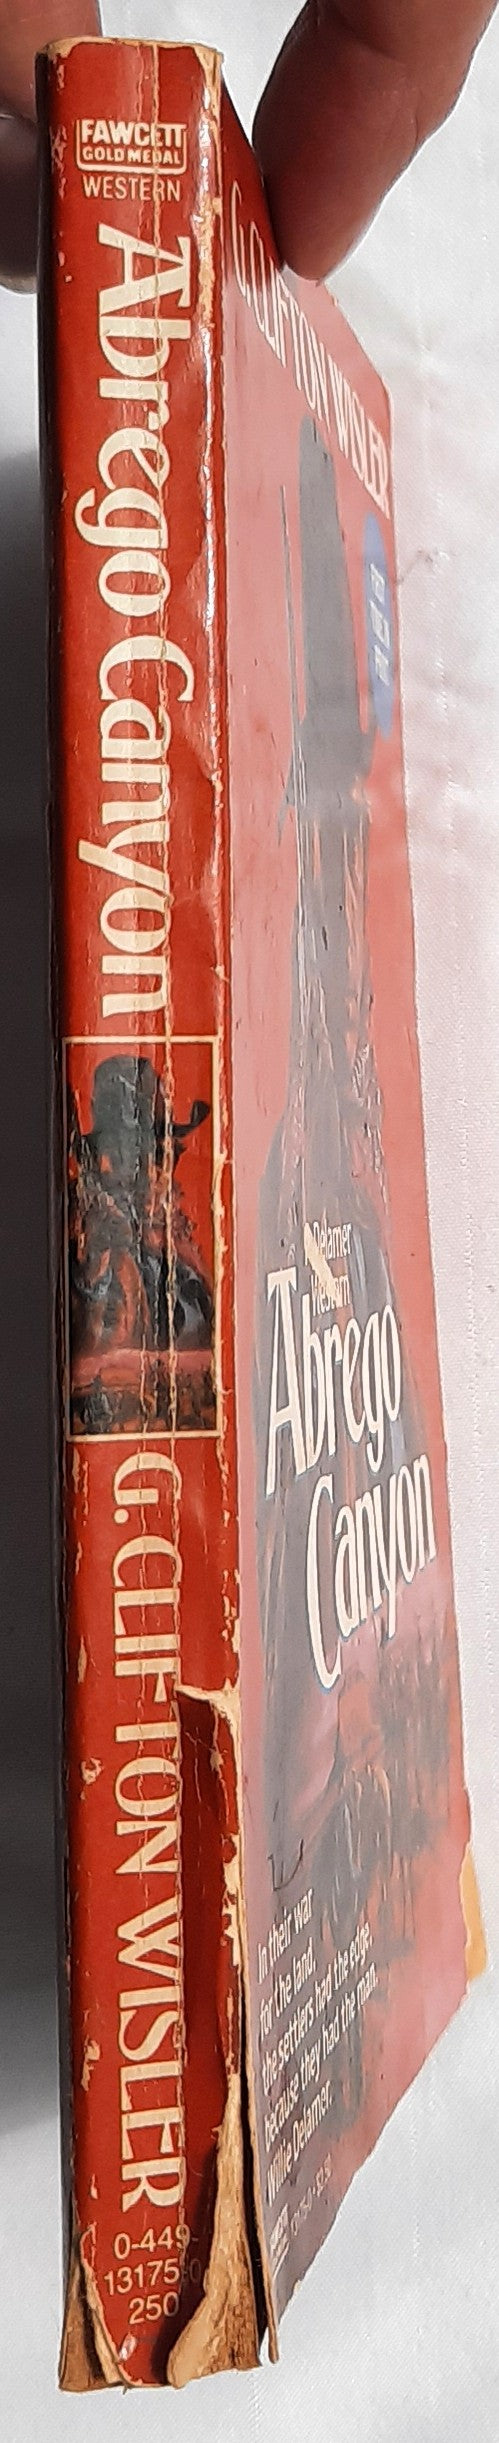 FAWCETT
GOLD MEDAL
WESTERN
Abrego Canyon
G. CLIFTON WISLER
0-449-
13175-0
250
G. CLIFTON WISLER
A Delamer
Western
Abrego
Canyon
In their war
for the land,
the settlers had the edge,
because they had the man,
Willie Delamer.